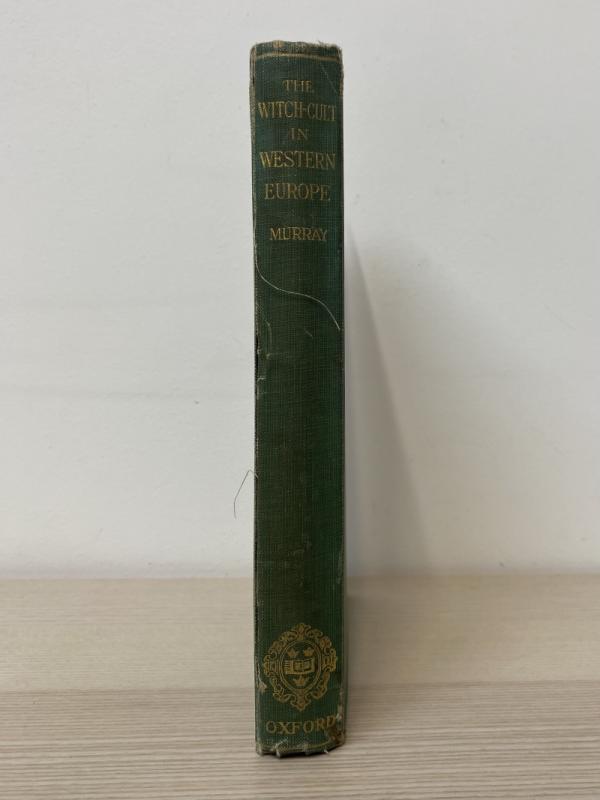 THE
WITCH-CULT
IN
WESTERN
EUROPE
MURRAY
OXFORD